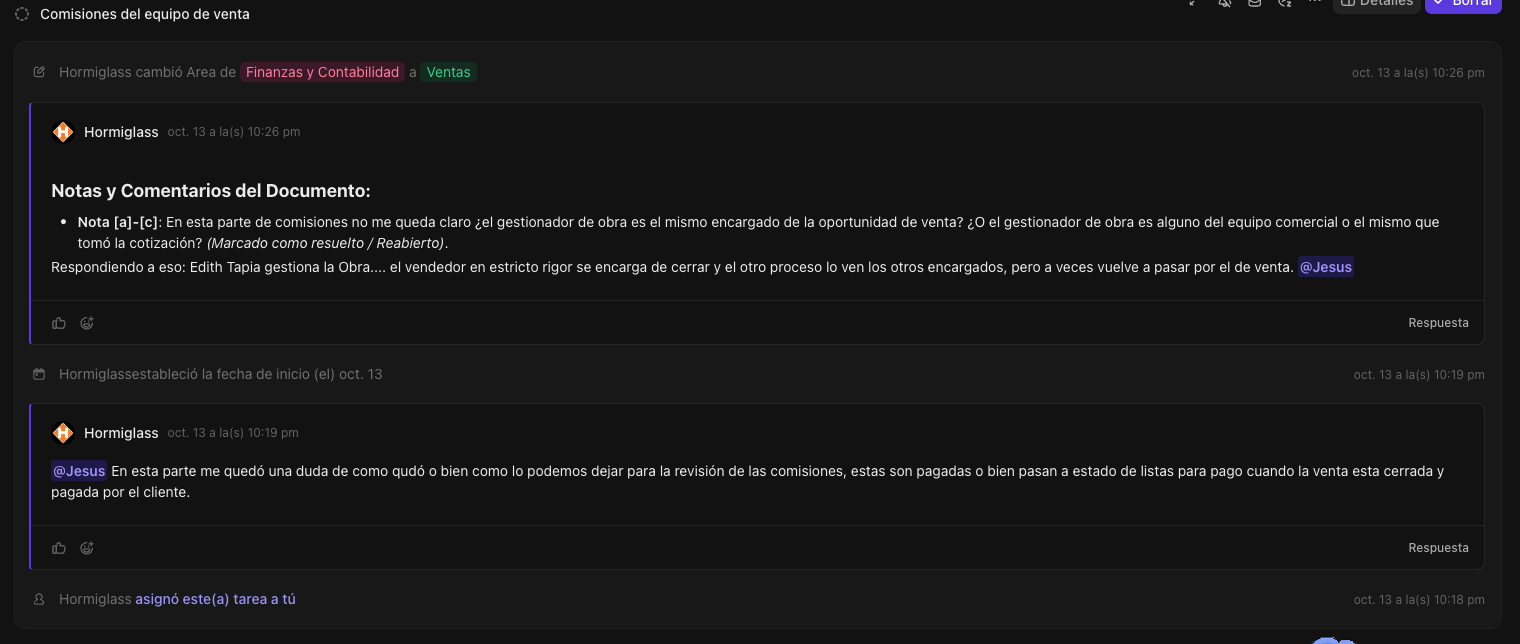 Comisiones del equipo de venta
Detalles
Borrar
Hormiglass cambió Area de Finanzas y Contabilidad a Ventas
oct. 13 a la(s) 10:26 pm
Hormiglass oct. 13 a la(s) 10:26 pm
Notas y Comentarios del Documento:
• Nota [a]-[c]: En esta parte de comisiones no me queda claro ¿el gestionador de obra es el mismo encargado de la oportunidad de venta? ¿O el gestionador de obra es alguno del equipo comercial o el mismo que
tomó la cotización? (Marcado como resuelto / Reabierto).
Respondiendo a eso: Edith Tapia gestiona la Obra.... el vendedor en estricto rigor se encarga de cerrar y el otro proceso lo ven los otros encargados, pero a veces vuelve a pasar por el de venta. @Jesus
Respuesta
Hormiglassestableció la fecha de inicio (el) oct. 13
oct. 13 a la(s) 10:19 pm
Hormiglass oct. 13 a la(s) 10:19 pm
@Jesus En esta parte me quedó una duda de como qudó o bien como lo podemos dejar para la revisión de las comisiones, estas son pagadas o bien pasan a estado de listas para pago cuando la venta esta cerrada y
pagada por el cliente.
Respuesta
Hormiglass asignó este(a) tarea a tú
oct. 13 a la(s) 10:18 pm